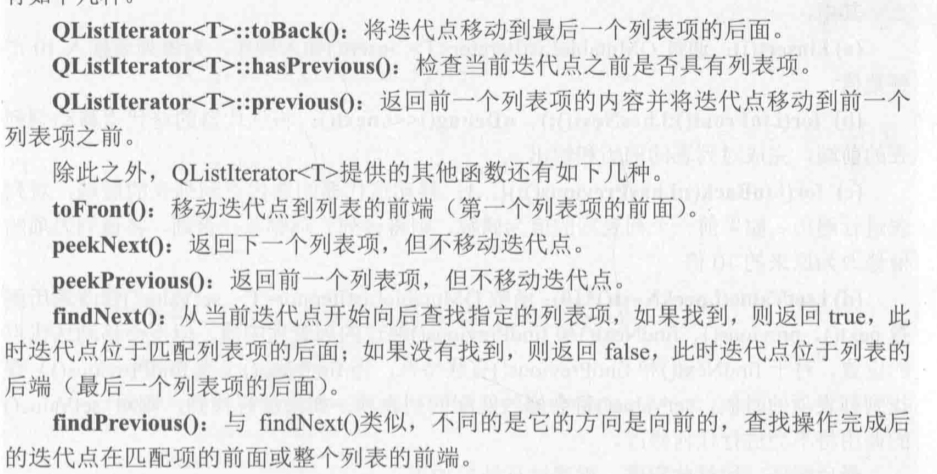 QListIterator<T>::toBack()：将迭代点移动到最后一个列表项的后面。
QListIterator<T>::hasPrevious()：检查当前迭代点之前是否具有列表项。
QListIterator<T>::previous()：返回前一个列表项的内容并将迭代点移动到前一个
列表项之前。
除此之外，QListIterator<T>提供的其他函数还有如下几种。
toFront()：移动迭代点到列表的前端（第一个列表项的前面）。
peekNext()：返回下一个列表项，但不移动迭代点。
peekPrevious()：返回前一个列表项，但不移动迭代点。
findNext()：从当前迭代点开始向后查找指定的列表项，如果找到，则返回 true，此
时迭代点位于匹配列表项的后面；如果没有找到，则返回 false，此时迭代点位于列表的
后端（最后一个列表项的后面）。
findPrevious()：与 findNext()类似，不同的是它的方向是向前的，查找操作完成后
的迭代点在匹配项的前面或整个列表的前端。